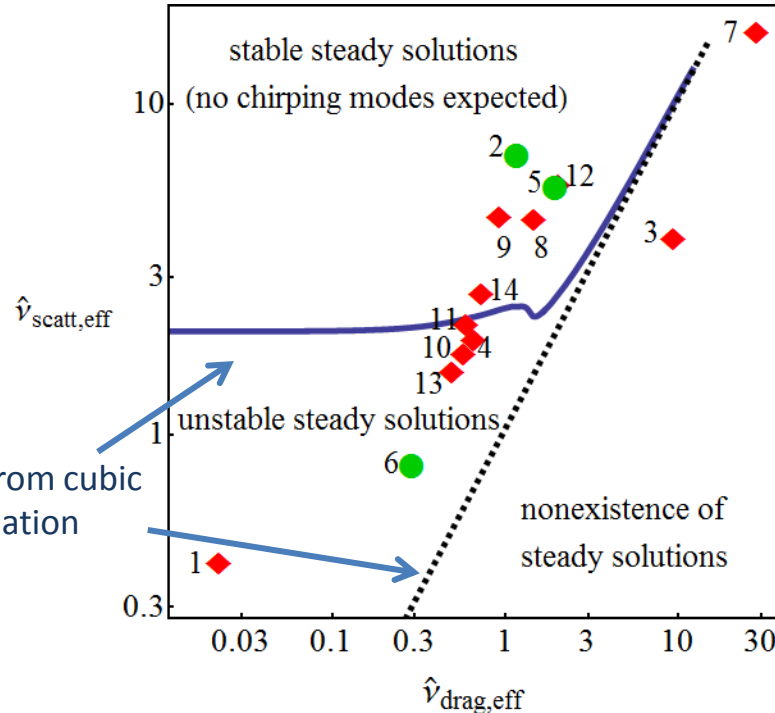 stable steady solutions
(no chirping modes expected)
7
10
2
5
12
9
8
3
3
ν̂scatt,eff
14
11
10
4
13
unstable steady solutions
1
6
rom cubic
ation
nonexistence of
steady solutions
1
0.3
0.03 0.1 0.3 1 3 10 30
ν̂drag,eff